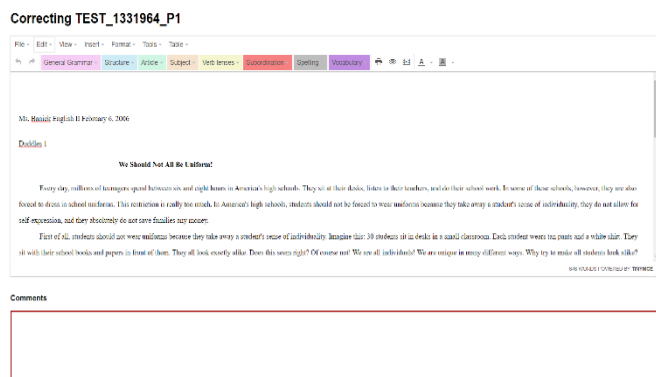 Correcting TEST_1331964_P1
File Edit View Insert Format Tools Table
General Grammar Structure Article Subject Verb tenses Subordination Spelling Vocabulary A A
Ms. English II February 6, 2006
Duddles 1
We Should Not All Be Uniform!
Every day, millions of teenagers spend between six and eight hours in America's high schools. They sit at their desks, listen to their teachers, and do their school work. In some of these schools, however, they are also
forced to dress in school uniforms. This restriction is really too much. In America's high schools, students should not be forced to wear uniforms because they take away a student's sense of individuality, they do not allow for
self-expression, and they absolutely do not save families any money.
First of all, students should not wear uniforms because they take away a student's sense of individuality. Imagine this: 30 students sit in desks in a small classroom. Each student wears tan pants and a white shirt. They
sit with their school books and papers in front of them. They all look exactly alike. Does this seem right? Of course not! We are all individuals! We are unique in many different ways. Why try to make all students look alike?
WORDS POWERED BY TINYMCE
Comments